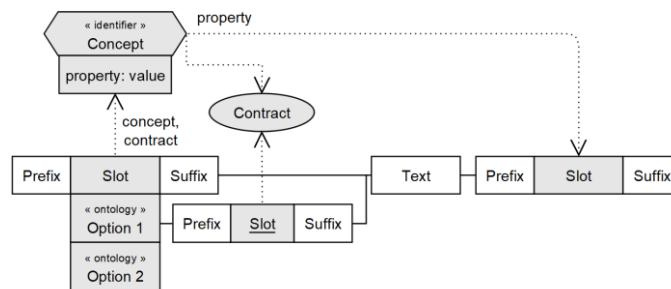 property
« identifier »
Concept
property: value
Contract
concept,
contract
Prefix Slot Suffix Text Prefix Slot Suffix
« ontology »
Option 1 Prefix Slot Suffix
« ontology »
Option 2